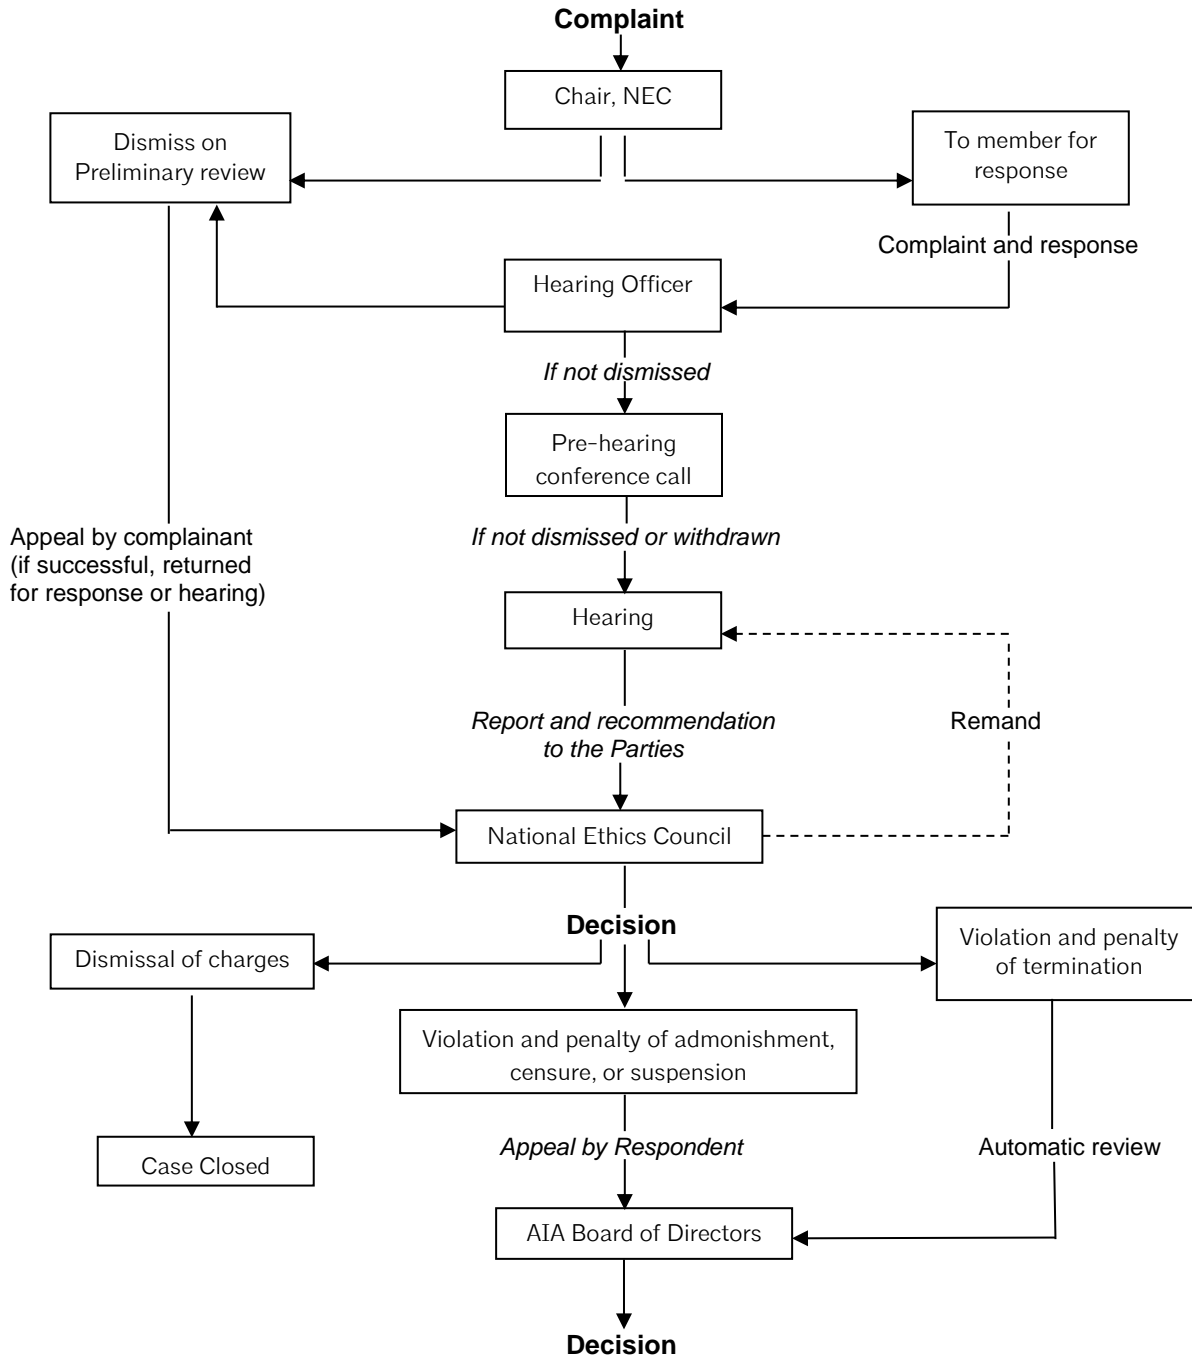 Complaint
Chair, NEC
Dismiss on
Preliminary review
To member for
response
Complaint and response
Hearing Officer
If not dismissed
Pre-hearing
conference call
If not dismissed or withdrawn
Appeal by complainant
(if successful, returned
for response or hearing)
Hearing
Report and recommendation
to the Parties
Remand
National Ethics Council
Decision
Dismissal of charges
Violation and penalty
of termination
Violation and penalty of admonishment,
censure, or suspension
Case Closed
Appeal by Respondent
Automatic review
AIA Board of Directors
Decision